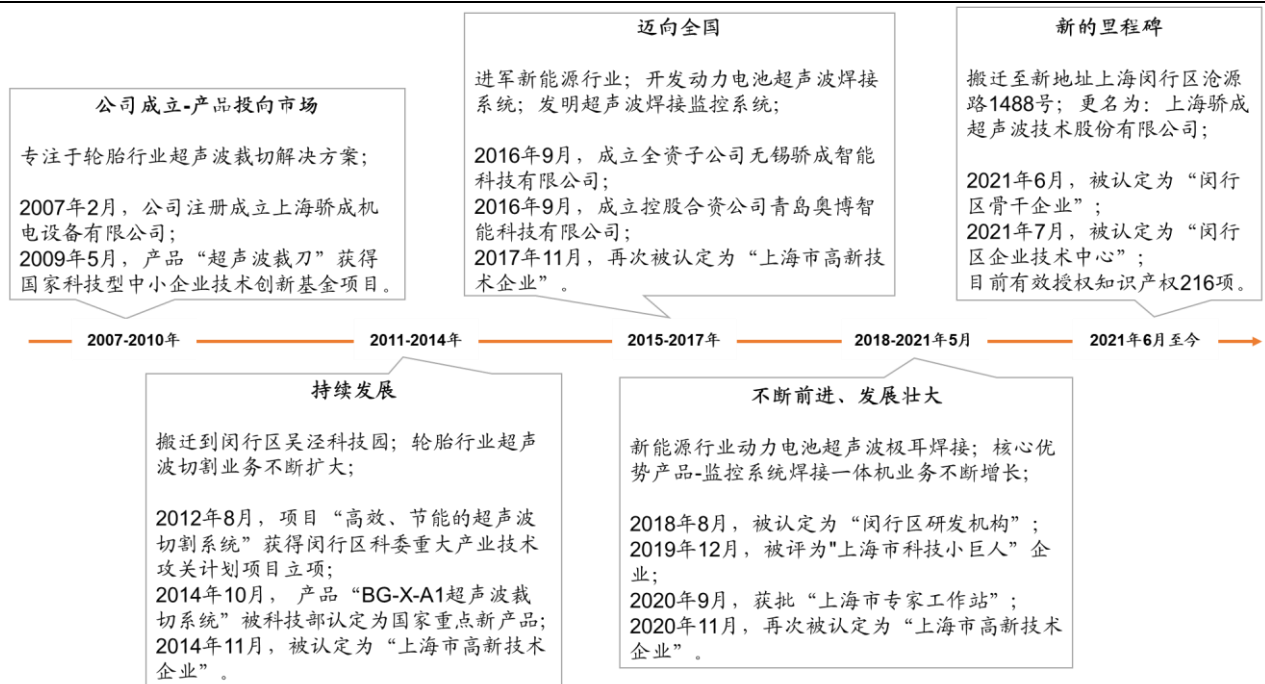 公司成立-产品投向市场
专注于轮胎行业超声波裁切解决方案；
2007年2月，公司注册成立上海骄成机
电设备有限公司；
2009年5月，产品“超声波裁刀”获得
国家科技型中小企业技术创新基金项目。
迈向全国
进军新能源行业；开发动力电池超声波焊接
系统；发明超声波焊接监控系统；
2016年9月，成立全资子公司无锡骄成智能
科技有限公司；
2016年9月，成立控股合资公司青岛奥博智
能科技有限公司；
2017年11月，再次被认定为“上海市高新技
术企业”。
新的里程碑
搬迁至新地址上海闵行区沧源
路1488号；更名为：上海骄成
超声波技术股份有限公司；
2021年6月，被认定为“闵行
区骨干企业”；
2021年7月，被认定为“闵行
区企业技术中心”；
目前有效授权知识产权216项。
2007-2010年
2011-2014年
2015-2017年
2018-2021年5月
2021年6月至今
持续发展
搬迁到闵行区吴泾科技园；轮胎行业超声
波切割业务不断扩大；
2012年8月，项目“高效、节能的超声波
切割系统”获得闵行区科委重大产业技术
攻关计划项目立项；
2014年10月， 产品“BG-X-A1超声波裁
切系统”被科技部认定为国家重点新产品；
2014年11月，被认定为“上海市高新技术
企业”。
不断前进、发展壮大
新能源行业动力电池超声波极耳焊接；核心优
势产品-监控系统焊接一体机业务不断增长；
2018年8月，被认定为“闵行区研发机构”；
2019年12月，被评为"上海市科技小巨人”企
业；
2020年9月，获批“上海市专家工作站”；
2020年11月，再次被认定为“上海市高新技术
企业”。